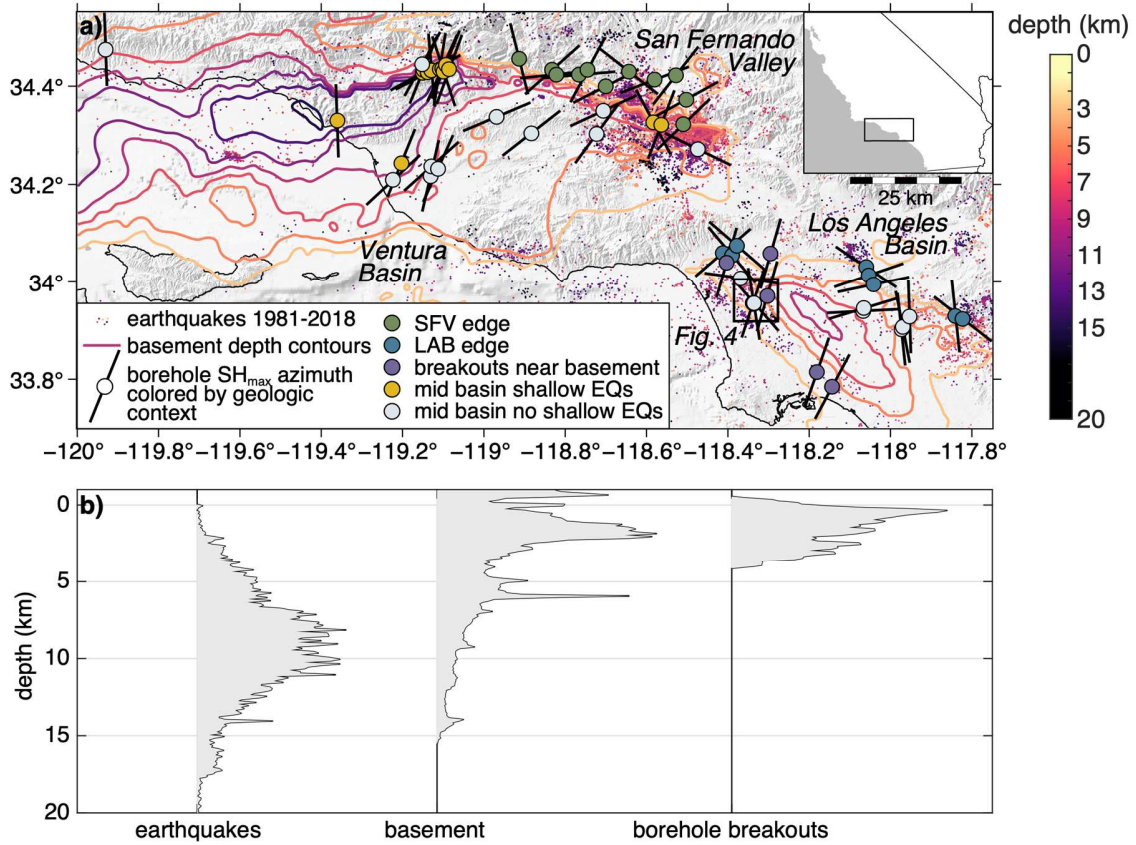 a)
depth (km)
San Fernando
Valley
0
3
5
7
9
11
13
15
20
34.4°
34.2°
34°
33.8°
25 km
Los Angeles
Basin
Ventura
Basin
Fig. 4
earthquakes 1981-2018
basement depth contours
borehole SHmax azimuth
colored by geologic
context
SFV edge
LAB edge
breakouts near basement
mid basin shallow EQs
mid basin no shallow EQs
−120° −119.8° −119.6° −119.4° −119.2° −119° −118.8° −118.6° −118.4° −118.2° −118° −117.8°
b)
depth (km)
0
5
10
15
20
earthquakes basement borehole breakouts